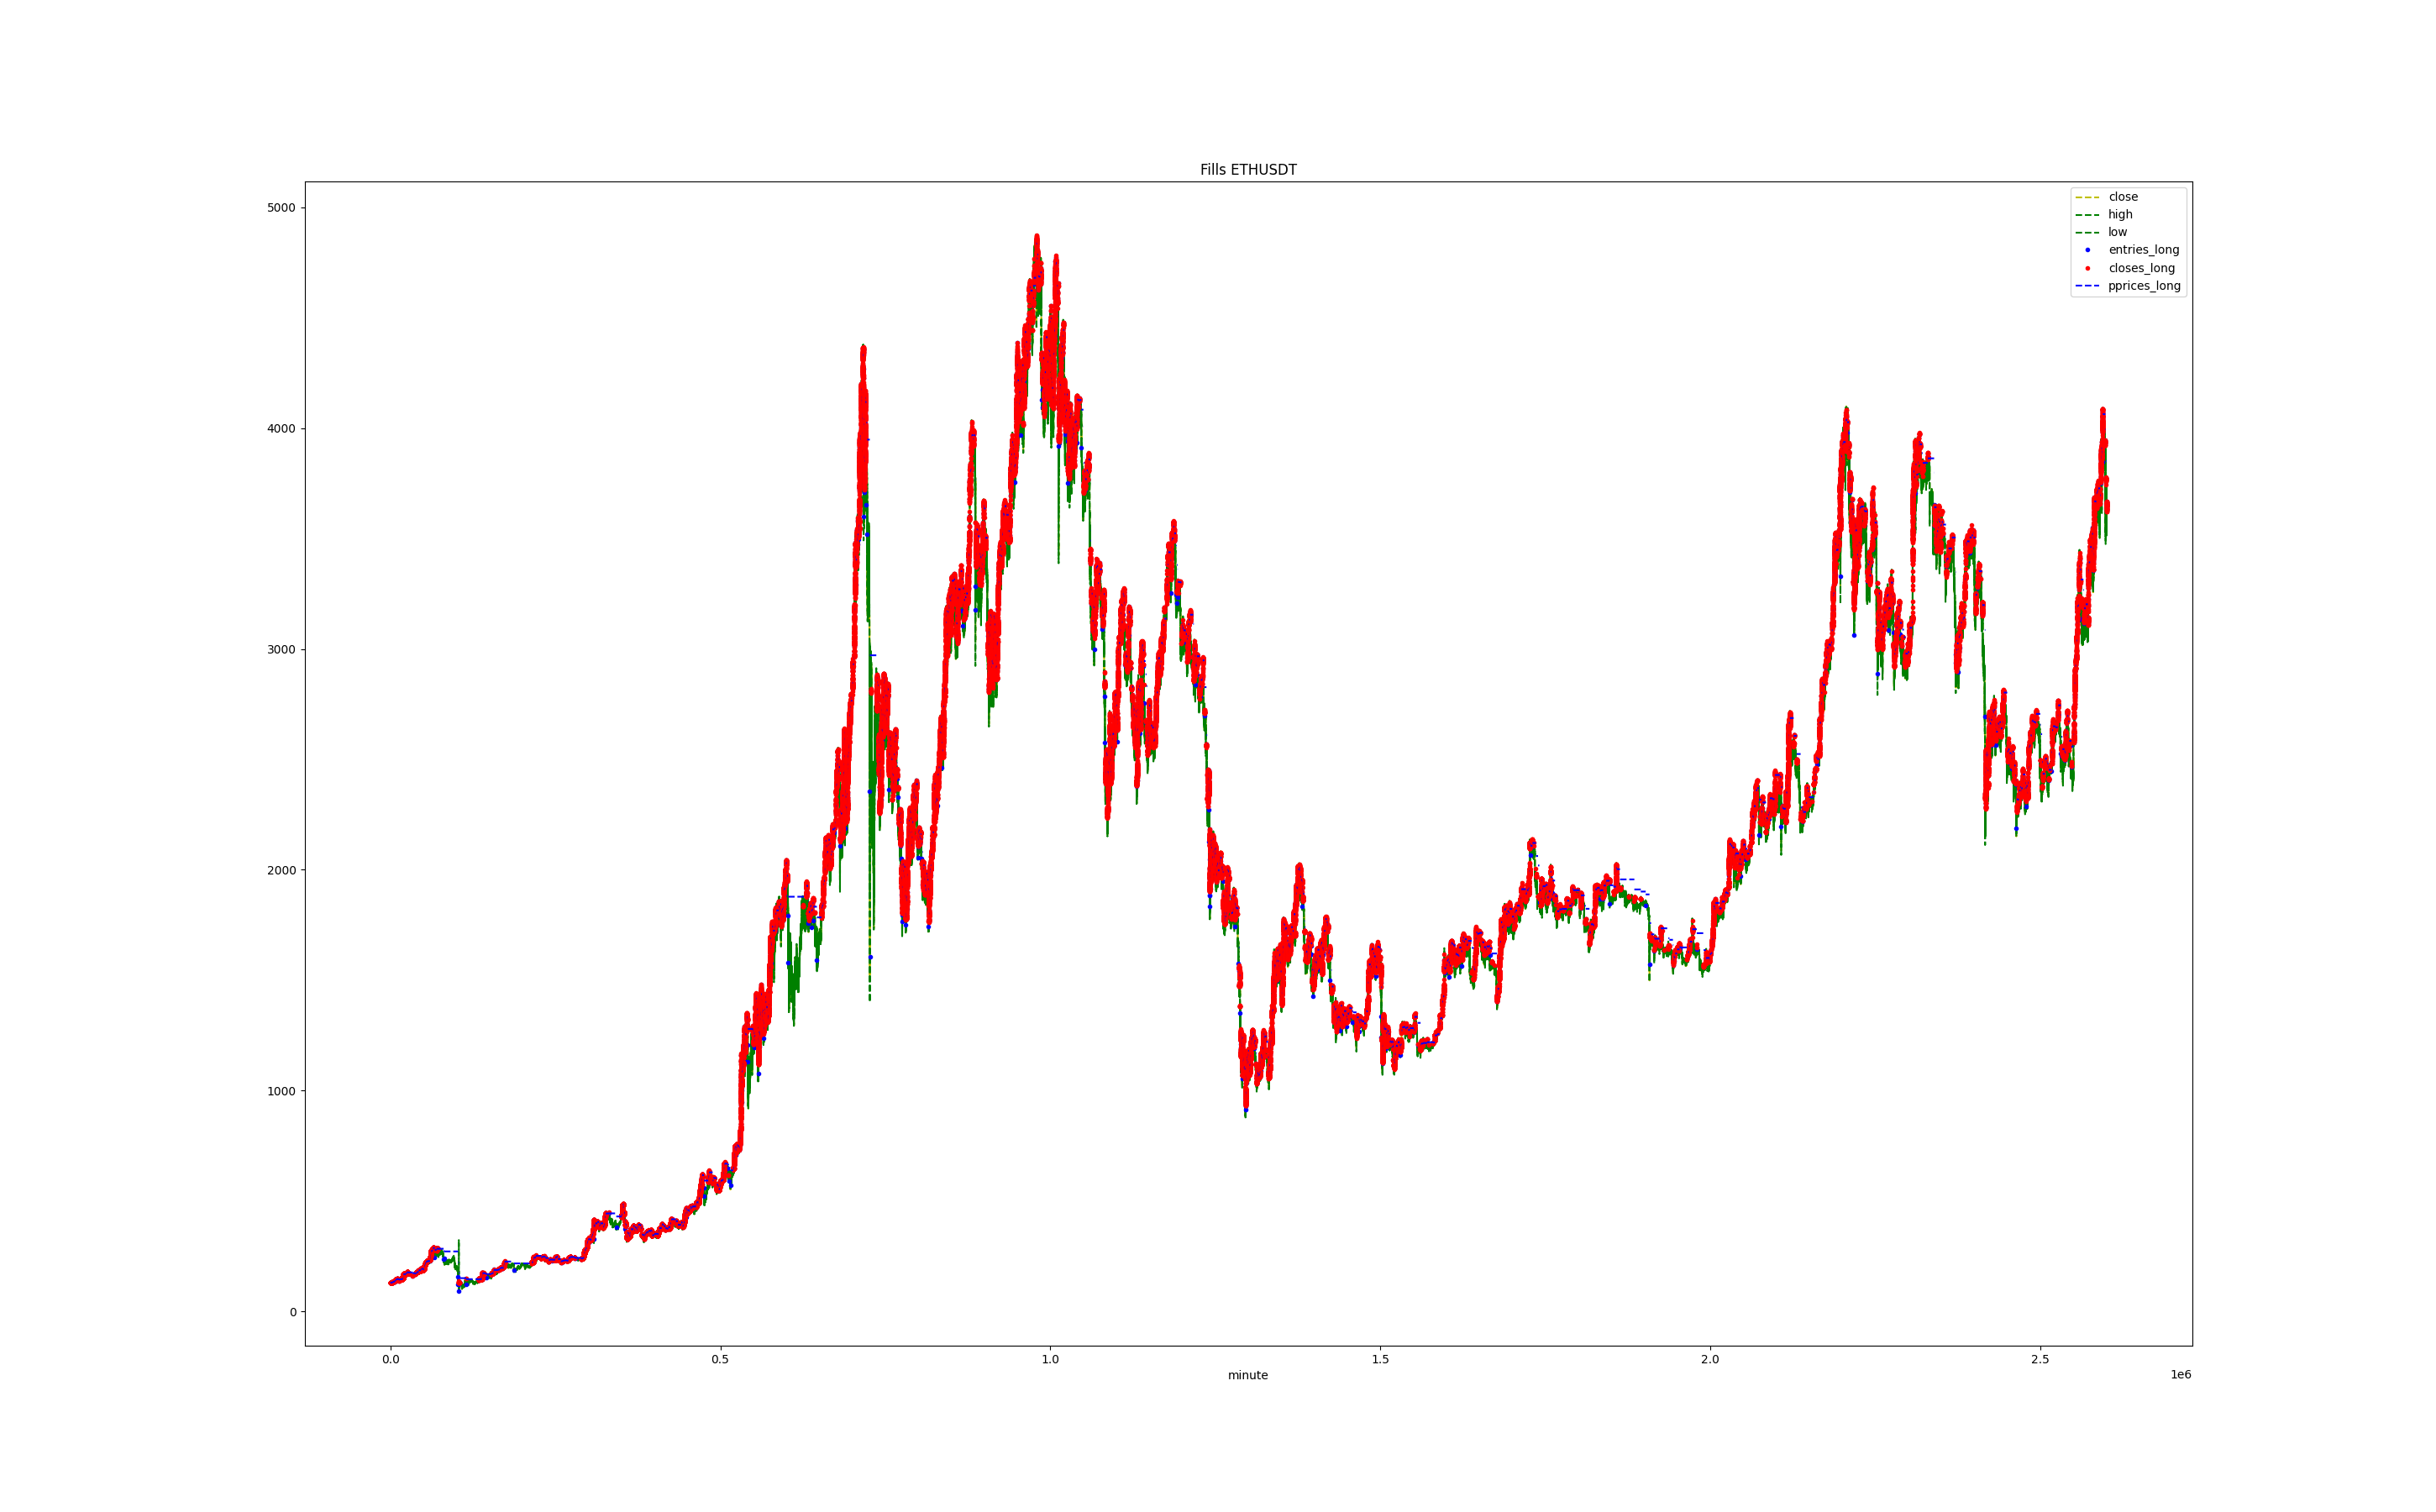 Fills ETHUSDT
close
high
low
entries_long
closes_long
pprices_long
5000
4000
3000
2000
1000
0
0.0 0.5 1.0 1.5 2.0 2.5
1e6
minute